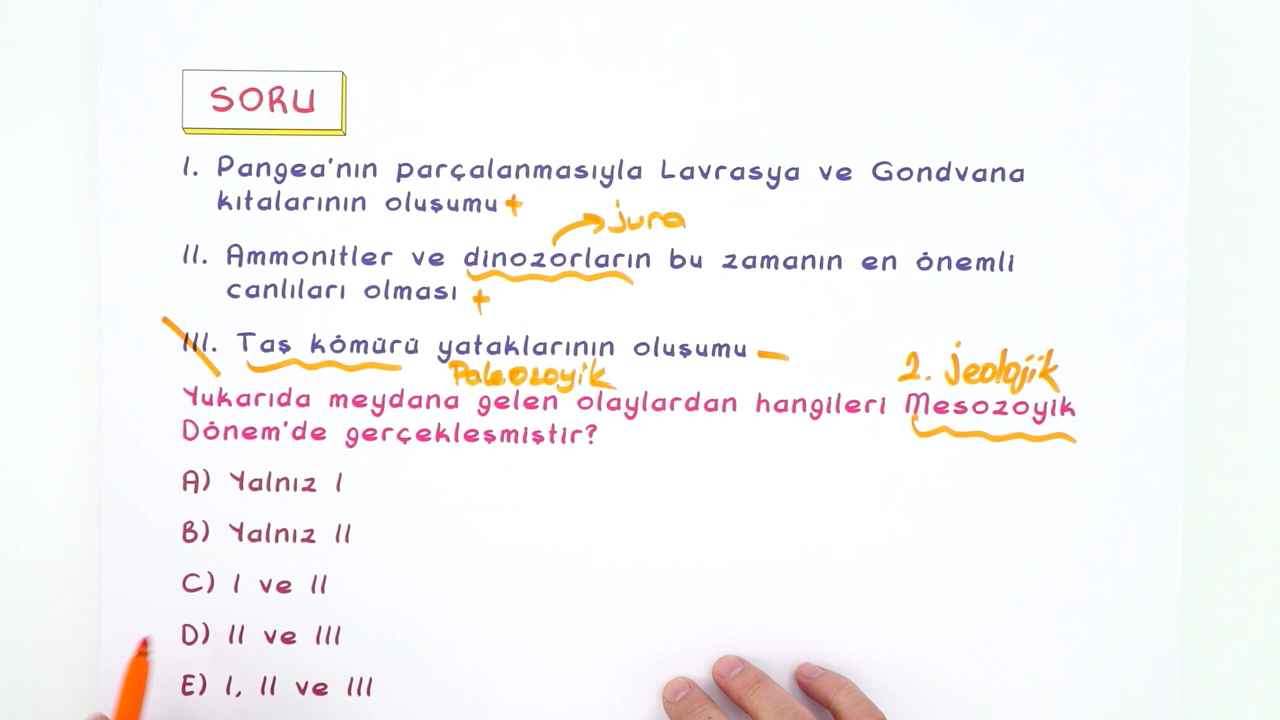 SORU
I. Pangea'nın parçalanmasıyla Lavrasya ve Gondvana
kıtalarının oluşumu +
jura
II. Ammonitler ve dinozorların bu zamanın en önemli
canlıları olması +
III. Taş kömürü yataklarının oluşumu -
Paleozoyik
2. Jeolojik
Yukarıda meydana gelen olaylardan hangileri Mesozoyik
Dönem'de gerçekleşmiştir?
A) Yalnız I
B) Yalnız II
C) I ve II
D) II ve III
E) I, II ve III